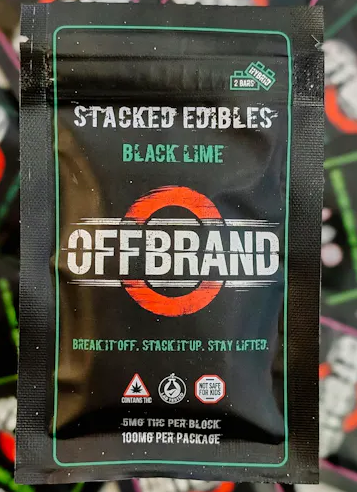 HYBRID
2 BARS
STACKED EDIBLES
BLACK LIME
OFFBRAND
BREAK IT OFF. STACK IT UP. STAY LIFTED.
CONTAINS THC
NOT SAFE
FOR KIDS
5MG THC PER BLOCK
100MG PER PACKAGE